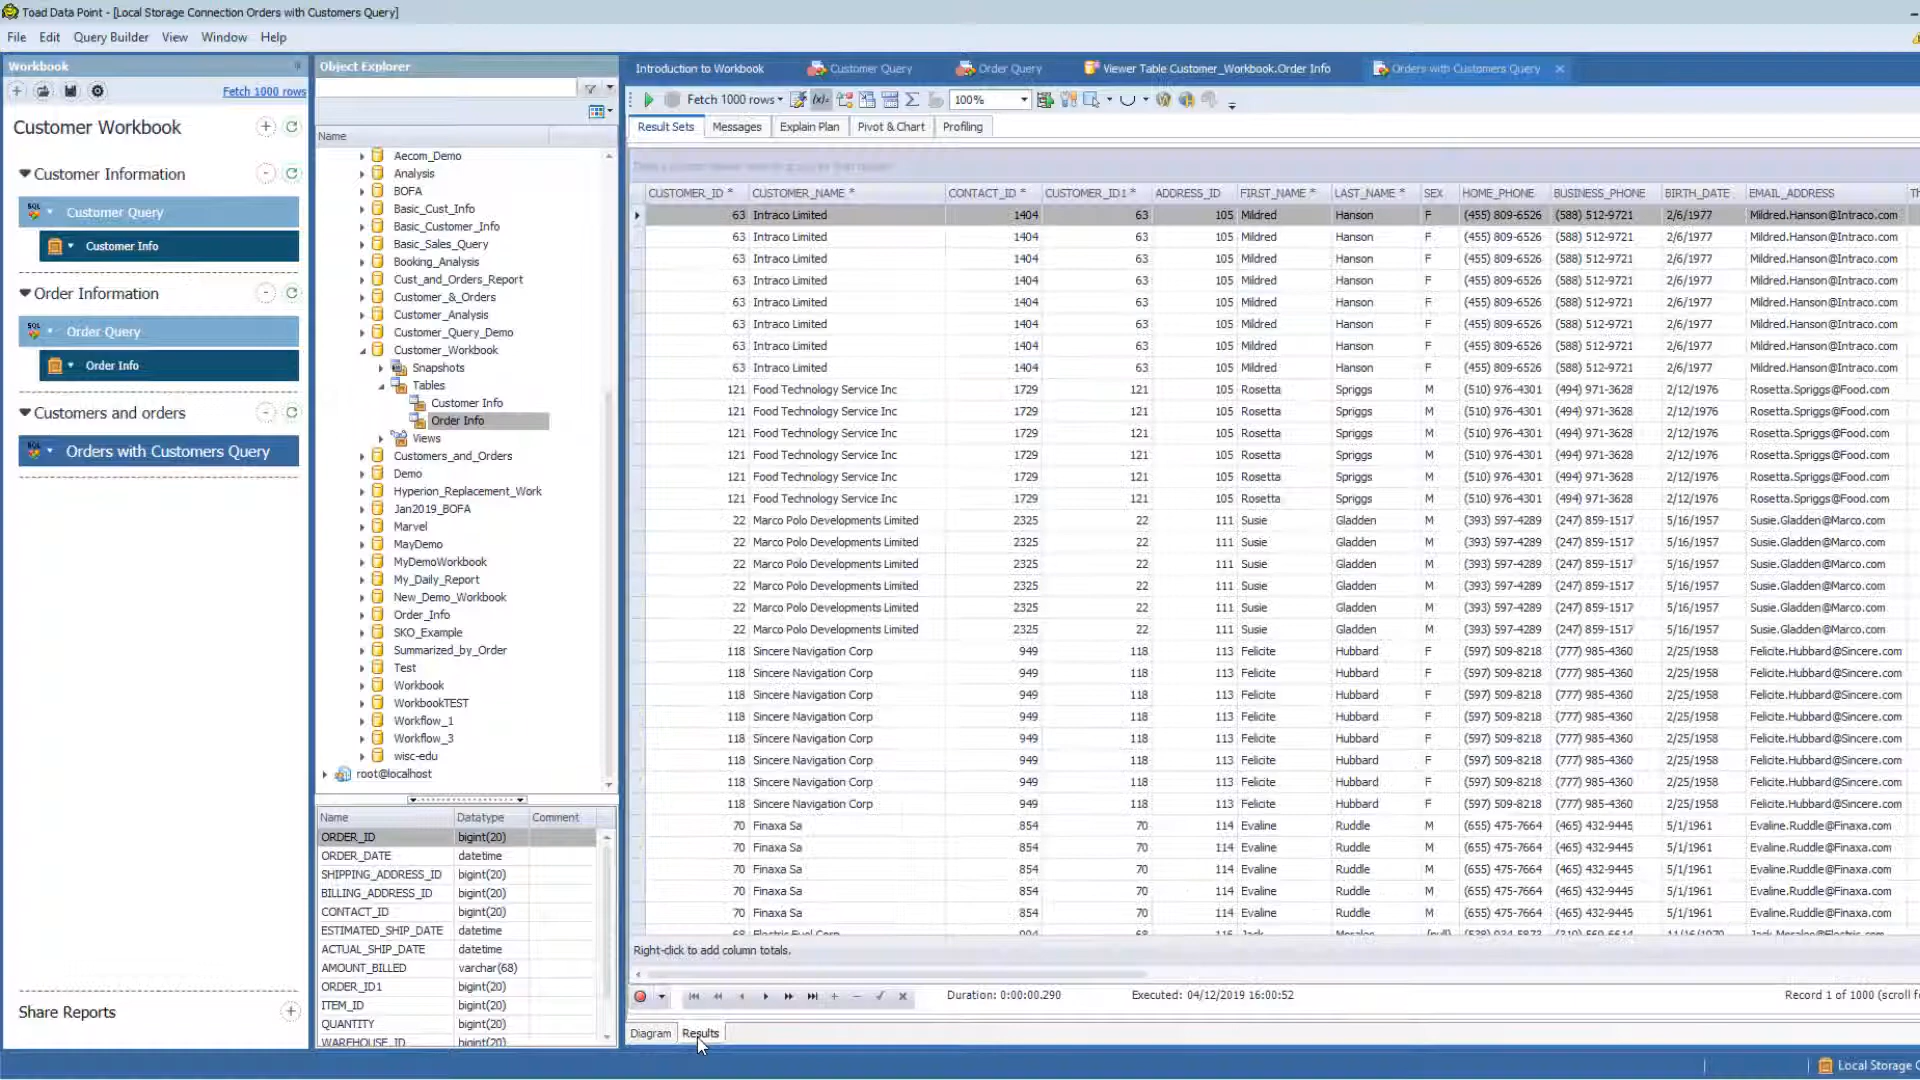 Toad Data Point - [Local Storage Connection Orders with Customers Query]
File Edit Query Builder View Window Help
Workbook
Fetch 1000 rows
Customer Workbook
Customer Information
SQL Customer Query
Customer Info
Order Information
SQL Order Query
Order Info
Customers and orders
SQL Orders with Customers Query
Share Reports
Object Explorer
Name
Aecom_Demo
Analysis
BOFA
Basic_Cust_Info
Basic_Customer_Info
Basic_Sales_Query
Booking_Analysis
Cust_and_Orders_Report
Customer_&_Orders
Customer_Analysis
Customer_Query_Demo
Customer_Workbook
Snapshots
Tables
Customer Info
Order Info
Views
Customers_and_Orders
Demo
Hyperion_Replacement_Work
Jan2019_BOFA
Marvel
MayDemo
MyDemoWorkbook
My_Daily_Report
New_Demo_Workbook
Order_Info
SKO_Example
Summarized_by_Order
Test
Workbook
WorkbookTEST
Workflow_1
Workflow_3
wisc-edu
root@localhost
Name Datatype Comment
ORDER_ID bigint(20)
ORDER_DATE datetime
SHIPPING_ADDRESS_ID bigint(20)
BILLING_ADDRESS_ID bigint(20)
CONTACT_ID bigint(20)
ESTIMATED_SHIP_DATE datetime
ACTUAL_SHIP_DATE datetime
AMOUNT_BILLED varchar(68)
ORDER_ID1 bigint(20)
ITEM_ID bigint(20)
QUANTITY bigint(20)
WAREHOUSE_ID bigint(20)
Introduction to Workbook Customer Query Order Query Viewer Table Customer_Workbook.Order Info Orders with Customers Query
Fetch 1000 rows 100%
Result Sets Messages Explain Plan Pivot & Chart Profiling
CUSTOMER_ID * CUSTOMER_NAME * CONTACT_ID * CUSTOMER_ID1 * ADDRESS_ID FIRST_NAME * LAST_NAME * SEX HOME_PHONE BUSINESS_PHONE BIRTH_DATE EMAIL_ADDRESS
63 Intraco Limited 1404 63 105 Mildred Hanson F (455) 809-6526 (588) 512-9721 2/6/1977 Mildred.Hanson@Intraco.com
63 Intraco Limited 1404 63 105 Mildred Hanson F (455) 809-6526 (588) 512-9721 2/6/1977 Mildred.Hanson@Intraco.com
63 Intraco Limited 1404 63 105 Mildred Hanson F (455) 809-6526 (588) 512-9721 2/6/1977 Mildred.Hanson@Intraco.com
63 Intraco Limited 1404 63 105 Mildred Hanson F (455) 809-6526 (588) 512-9721 2/6/1977 Mildred.Hanson@Intraco.com
63 Intraco Limited 1404 63 105 Mildred Hanson F (455) 809-6526 (588) 512-9721 2/6/1977 Mildred.Hanson@Intraco.com
63 Intraco Limited 1404 63 105 Mildred Hanson F (455) 809-6526 (588) 512-9721 2/6/1977 Mildred.Hanson@Intraco.com
63 Intraco Limited 1404 63 105 Mildred Hanson F (455) 809-6526 (588) 512-9721 2/6/1977 Mildred.Hanson@Intraco.com
63 Intraco Limited 1404 63 105 Mildred Hanson F (455) 809-6526 (588) 512-9721 2/6/1977 Mildred.Hanson@Intraco.com
121 Food Technology Service Inc 1729 121 105 Rosetta Spriggs M (510) 976-4301 (494) 971-3628 2/12/1976 Rosetta.Spriggs@Food.com
121 Food Technology Service Inc 1729 121 105 Rosetta Spriggs M (510) 976-4301 (494) 971-3628 2/12/1976 Rosetta.Spriggs@Food.com
121 Food Technology Service Inc 1729 121 105 Rosetta Spriggs M (510) 976-4301 (494) 971-3628 2/12/1976 Rosetta.Spriggs@Food.com
121 Food Technology Service Inc 1729 121 105 Rosetta Spriggs M (510) 976-4301 (494) 971-3628 2/12/1976 Rosetta.Spriggs@Food.com
121 Food Technology Service Inc 1729 121 105 Rosetta Spriggs M (510) 976-4301 (494) 971-3628 2/12/1976 Rosetta.Spriggs@Food.com
121 Food Technology Service Inc 1729 121 105 Rosetta Spriggs M (510) 976-4301 (494) 971-3628 2/12/1976 Rosetta.Spriggs@Food.com
22 Marco Polo Developments Limited 2325 22 111 Susie Gladden M (393) 597-4289 (247) 859-1517 5/16/1957 Susie.Gladden@Marco.com
22 Marco Polo Developments Limited 2325 22 111 Susie Gladden M (393) 597-4289 (247) 859-1517 5/16/1957 Susie.Gladden@Marco.com
22 Marco Polo Developments Limited 2325 22 111 Susie Gladden M (393) 597-4289 (247) 859-1517 5/16/1957 Susie.Gladden@Marco.com
22 Marco Polo Developments Limited 2325 22 111 Susie Gladden M (393) 597-4289 (247) 859-1517 5/16/1957 Susie.Gladden@Marco.com
22 Marco Polo Developments Limited 2325 22 111 Susie Gladden M (393) 597-4289 (247) 859-1517 5/16/1957 Susie.Gladden@Marco.com
22 Marco Polo Developments Limited 2325 22 111 Susie Gladden M (393) 597-4289 (247) 859-1517 5/16/1957 Susie.Gladden@Marco.com
118 Sincere Navigation Corp 949 118 113 Felicite Hubbard F (597) 509-8218 (777) 985-4360 2/25/1958 Felicite.Hubbard@Sincere.com
118 Sincere Navigation Corp 949 118 113 Felicite Hubbard F (597) 509-8218 (777) 985-4360 2/25/1958 Felicite.Hubbard@Sincere.com
118 Sincere Navigation Corp 949 118 113 Felicite Hubbard F (597) 509-8218 (777) 985-4360 2/25/1958 Felicite.Hubbard@Sincere.com
118 Sincere Navigation Corp 949 118 113 Felicite Hubbard F (597) 509-8218 (777) 985-4360 2/25/1958 Felicite.Hubbard@Sincere.com
118 Sincere Navigation Corp 949 118 113 Felicite Hubbard F (597) 509-8218 (777) 985-4360 2/25/1958 Felicite.Hubbard@Sincere.com
118 Sincere Navigation Corp 949 118 113 Felicite Hubbard F (597) 509-8218 (777) 985-4360 2/25/1958 Felicite.Hubbard@Sincere.com
118 Sincere Navigation Corp 949 118 113 Felicite Hubbard F (597) 509-8218 (777) 985-4360 2/25/1958 Felicite.Hubbard@Sincere.com
118 Sincere Navigation Corp 949 118 113 Felicite Hubbard F (597) 509-8218 (777) 985-4360 2/25/1958 Felicite.Hubbard@Sincere.com
70 Finaxa Sa 854 70 114 Evaline Ruddle M (655) 475-7664 (465) 432-9445 5/1/1961 Evaline.Ruddle@Finaxa.com
70 Finaxa Sa 854 70 114 Evaline Ruddle M (655) 475-7664 (465) 432-9445 5/1/1961 Evaline.Ruddle@Finaxa.com
70 Finaxa Sa 854 70 114 Evaline Ruddle M (655) 475-7664 (465) 432-9445 5/1/1961 Evaline.Ruddle@Finaxa.com
70 Finaxa Sa 854 70 114 Evaline Ruddle M (655) 475-7664 (465) 432-9445 5/1/1961 Evaline.Ruddle@Finaxa.com
70 Finaxa Sa 854 70 114 Evaline Ruddle M (655) 475-7664 (465) 432-9445 5/1/1961 Evaline.Ruddle@Finaxa.com
Right-click to add column totals.
Duration: 0:00:00.290 Executed: 04/12/2019 16:00:52 Record 1 of 1000 (scroll f
Diagram Results
Local Storage C